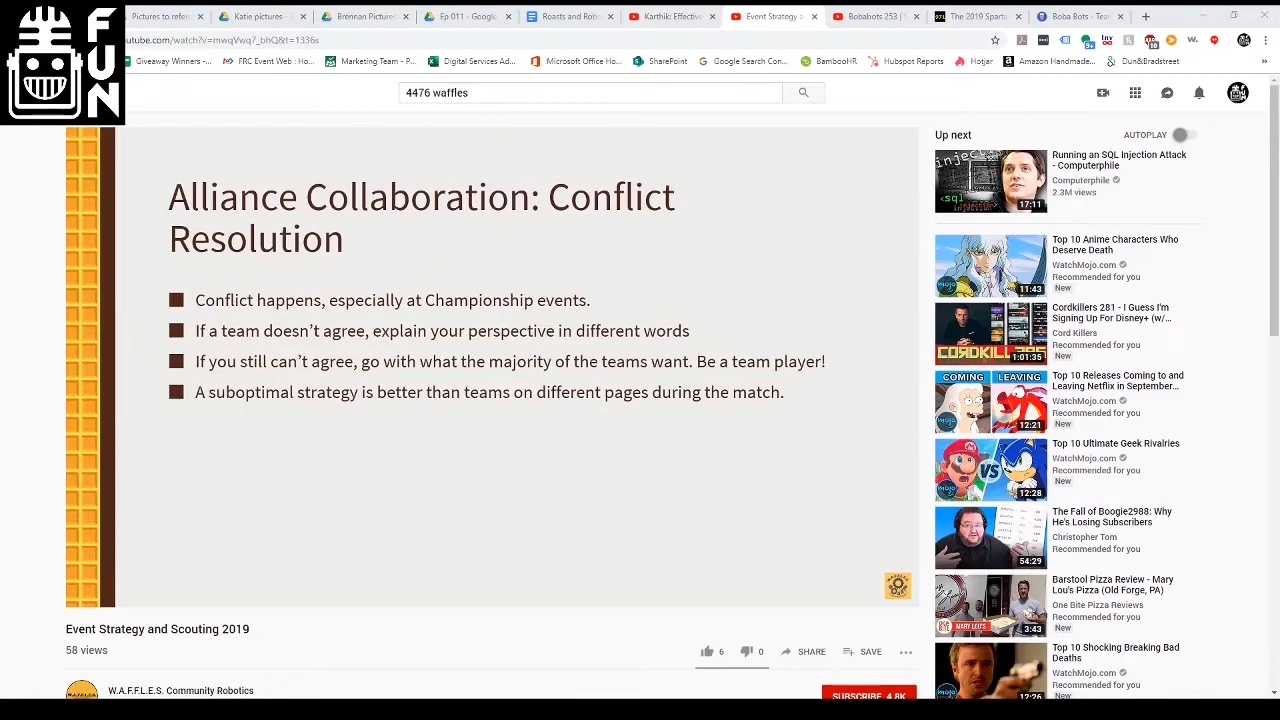 FUN
Pictures to refer
Katie pictures - G
Brennan Pictures
Ep 011 - Google
Roasts and Robo
Karthik: Effective
Event Strategy a
Bobabots 253 | S
The 2019 Sparta
Boba Bots - Team
utube.com/watch?v=mwqVwq7_bhQ&t=1336s
Giveaway Winners -...
FRC Event Web : Ho...
Marketing Team - P...
Digital Services Ad...
Microsoft Office Ho...
SharePoint
Google Search Con...
BambooHR
Hubspot Reports
Hotjar
Amazon Handmade...
Dun&Bradstreet
4476 waffles
Alliance Collaboration: Conflict
Resolution
Conflict happens, especially at Championship events.
If a team doesn't agree, explain your perspective in different words
If you still can't agree, go with what the majority of the teams want. Be a team player!
A suboptimal strategy is better than teams on different pages during the match.
Event Strategy and Scouting 2019
58 views
6
0
SHARE
SAVE
W.A.F.F.L.E.S. Community Robotics
SUBSCRIBE 4.8K
Up next
AUTOPLAY
Running an SQL Injection Attack
- Computerphile
Computerphile
2.3M views
17:11
Top 10 Anime Characters Who
Deserve Death
WatchMojo.com
Recommended for you
New
11:43
Cordkillers 281 - I Guess I'm
Signing Up For Disney+ (w/...
Cord Killers
Recommended for you
New
CORDKILLERS
1:01:35
Top 10 Releases Coming to and
Leaving Netflix in September...
WatchMojo.com
Recommended for you
New
COMING
LEAVING
12:21
Top 10 Ultimate Geek Rivalries
WatchMojo.com
Recommended for you
New
VS
12:28
The Fall of Boogie2988: Why
He's Losing Subscribers
Christopher Tom
Recommended for you
54:29
Barstool Pizza Review - Mary
Lou's Pizza (Old Forge, PA)
One Bite Pizza Reviews
Recommended for you
New
MARY LOU'S
3:43
Top 10 Shocking Breaking Bad
Deaths
WatchMojo.com
Recommended for you
New
12:26